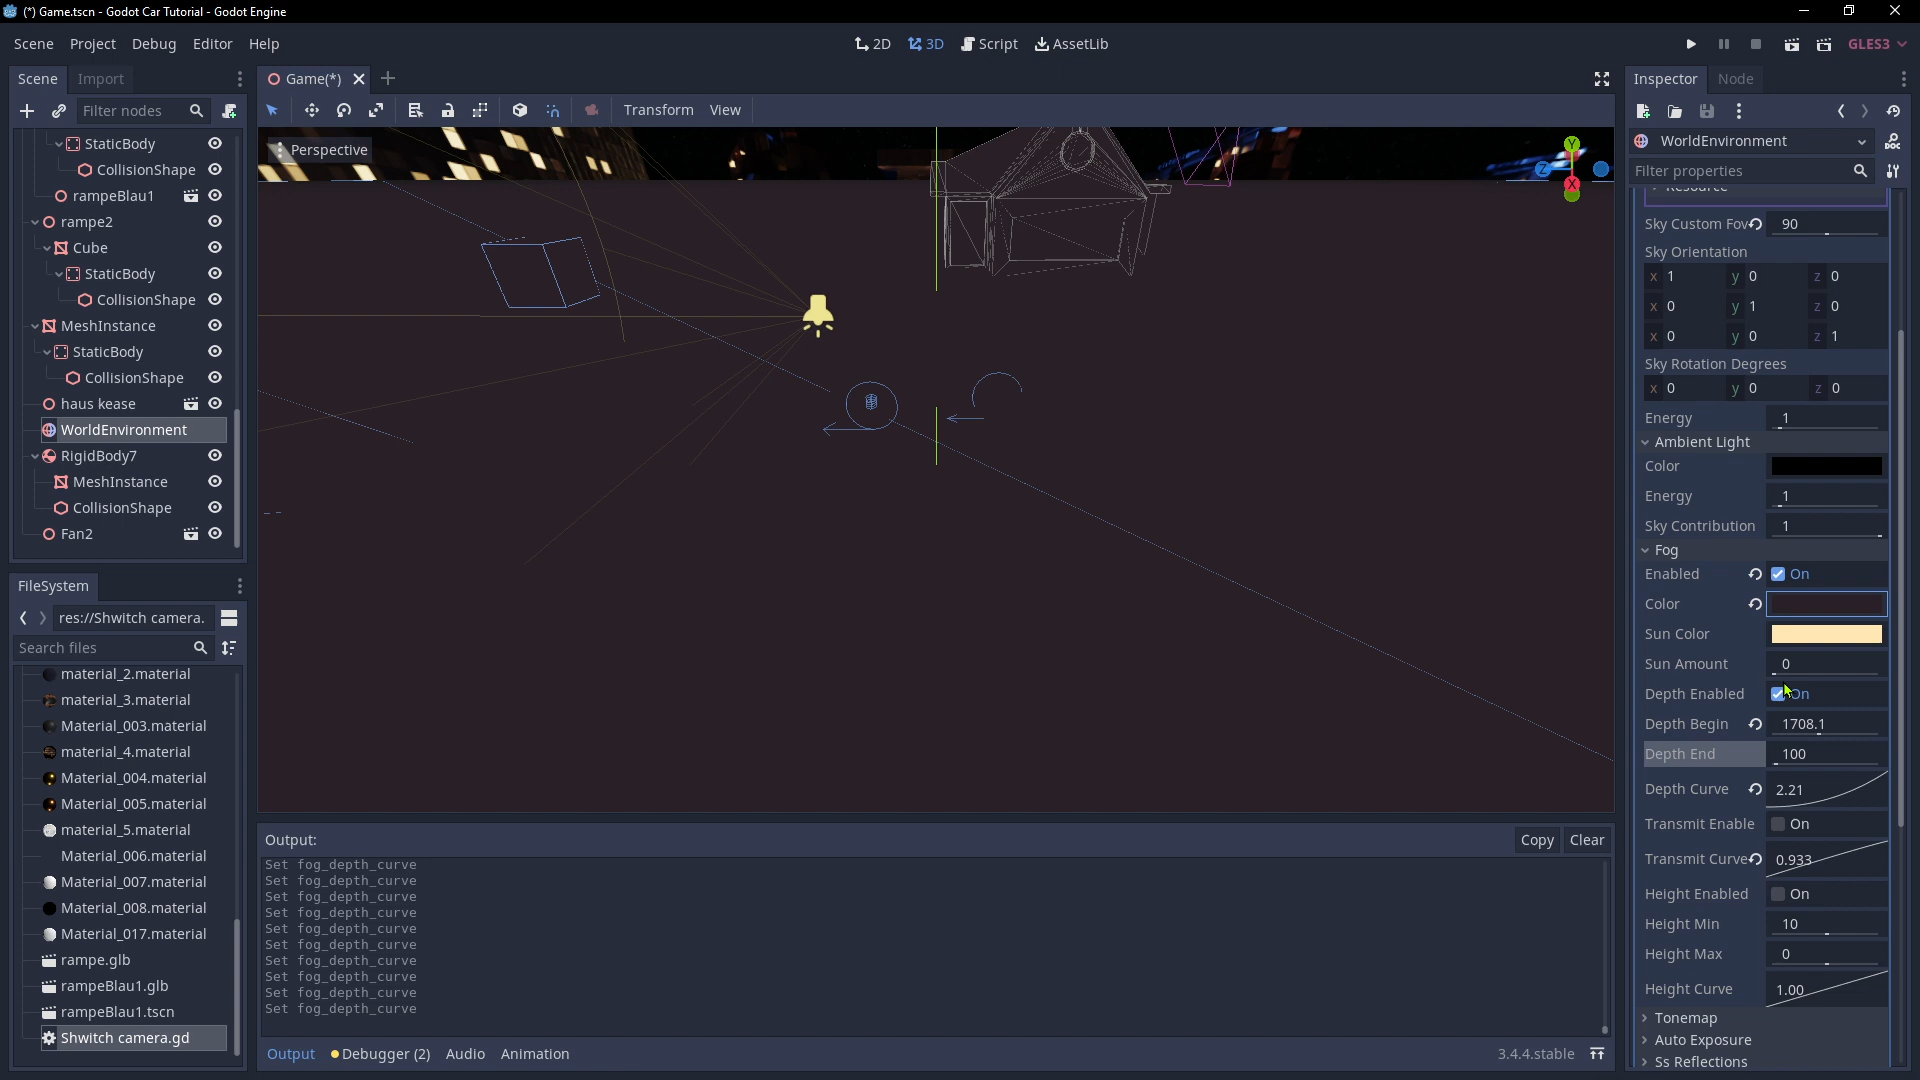 (*) Game.tscn - Godot Car Tutorial - Godot Engine
Scene Project Debug Editor Help
2D 3D Script AssetLib
GLES3
Scene Import
Filter nodes
StaticBody
CollisionShape
rampeBlau1
rampe2
Cube
StaticBody
CollisionShape
MeshInstance
StaticBody
CollisionShape
haus kease
WorldEnvironment
RigidBody7
MeshInstance
CollisionShape
Fan2
FileSystem
res://Shwitch camera.
Search files
material_2.material
material_3.material
Material_003.material
material_4.material
Material_004.material
Material_005.material
material_5.material
Material_006.material
Material_007.material
Material_008.material
Material_017.material
rampe.glb
rampeBlau1.glb
rampeBlau1.tscn
Shwitch camera.gd
Game(*)
Transform View
Perspective
Y
Z
X
Output:
Copy Clear
Set fog_depth_curve
Set fog_depth_curve
Set fog_depth_curve
Set fog_depth_curve
Set fog_depth_curve
Set fog_depth_curve
Set fog_depth_curve
Set fog_depth_curve
Set fog_depth_curve
Set fog_depth_curve
Output Debugger (2) Audio Animation
3.4.4.stable
Inspector Node
WorldEnvironment
Filter properties
Resource
Sky Custom Fov 90
Sky Orientation
x 1 y 0 z 0
x 0 y 1 z 0
x 0 y 0 z 1
Sky Rotation Degrees
x 0 y 0 z 0
Energy 1
Ambient Light
Color
Energy 1
Sky Contribution 1
Fog
Enabled On
Color
Sun Color
Sun Amount 0
Depth Enabled On
Depth Begin 1708.1
Depth End 100
Depth Curve 2.21
Transmit Enable On
Transmit Curve 0.933
Height Enabled On
Height Min 10
Height Max 0
Height Curve 1.00
Tonemap
Auto Exposure
Ss Reflections